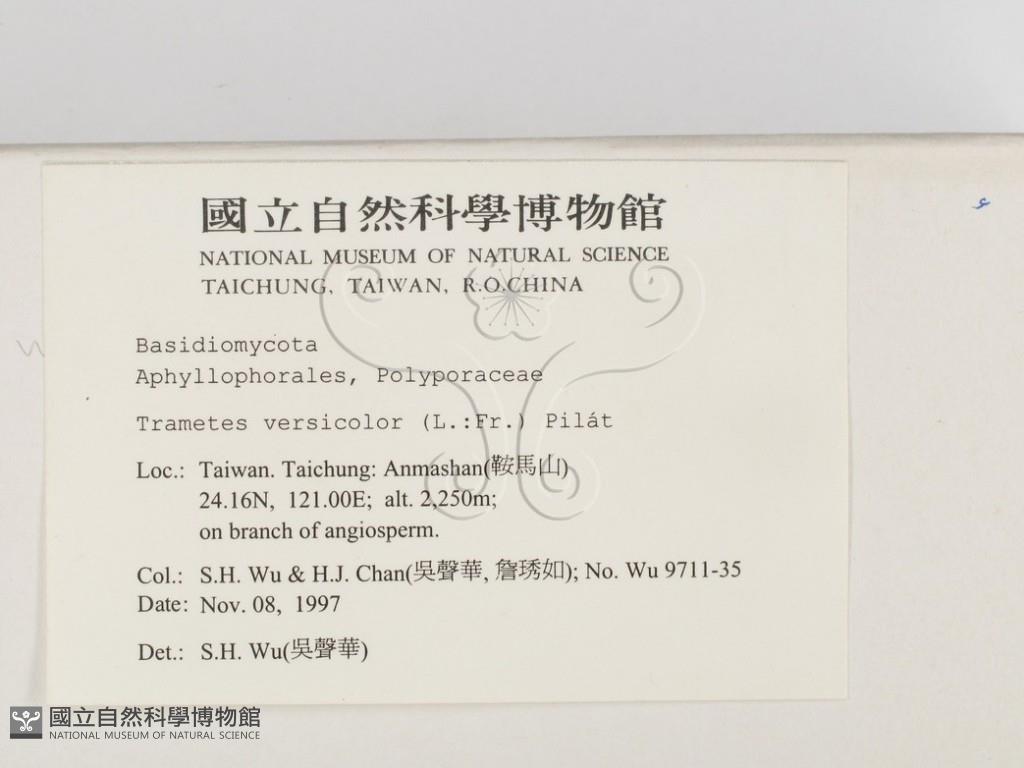 國立自然科學博物館
NATIONAL MUSEUM OF NATURAL SCIENCE
TAICHUNG, TAIWAN, R.O.CHINA
Basidiomycota
Aphyllophorales, Polyporaceae
Trametes versicolor (L.:Fr.) Pilát
Loc.: Taiwan. Taichung: Anmashan(鞍馬山)
24.16N, 121.00E; alt. 2,250m;
on branch of angiosperm.
Col.: S.H. Wu & H.J. Chan(吳聲華, 詹琇如); No. Wu 9711-35
Date: Nov. 08, 1997
Det.: S.H. Wu(吳聲華)
國立自然科學博物館
NATIONAL MUSEUM OF NATURAL SCIENCE